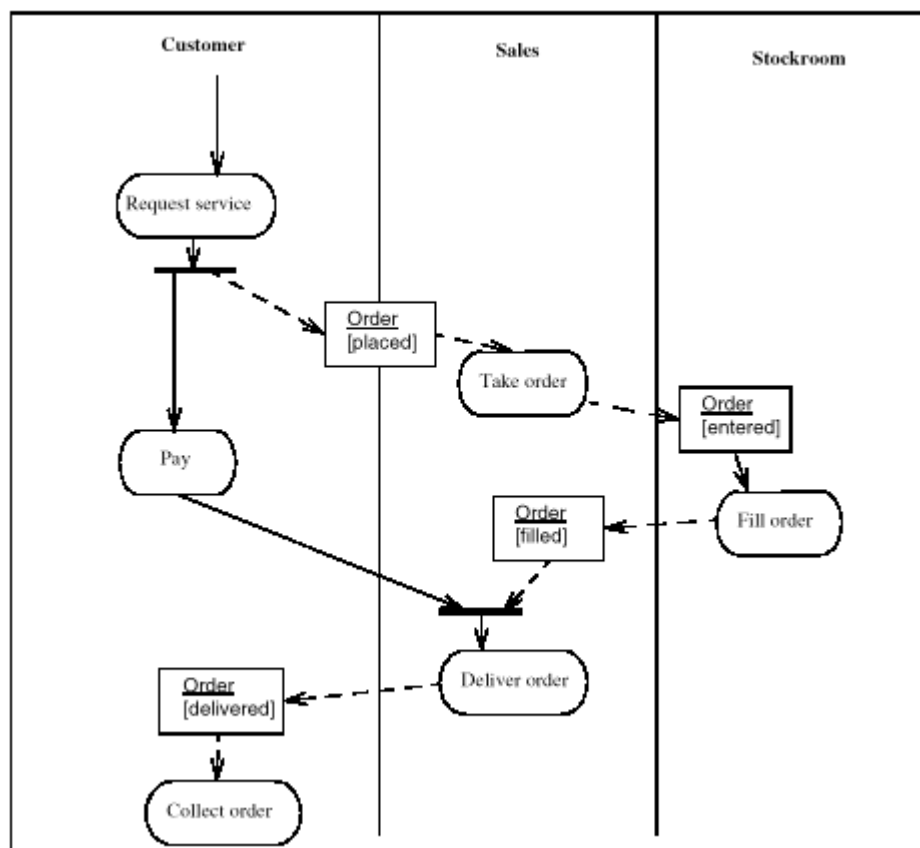 Customer
Sales
Stockroom
Request service
Order
[placed]
Take order
Order
[entered]
Pay
Order
[filled]
Fill order
Order
[delivered]
Deliver order
Collect order